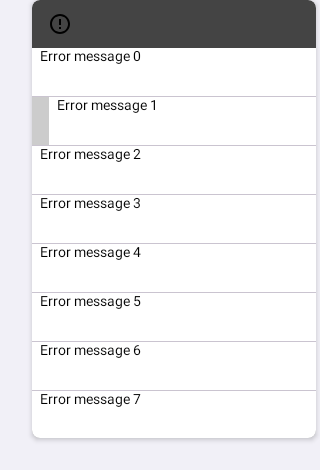 Error message 0
Error message 1
Error message 2
Error message 3
Error message 4
Error message 5
Error message 6
Error message 7